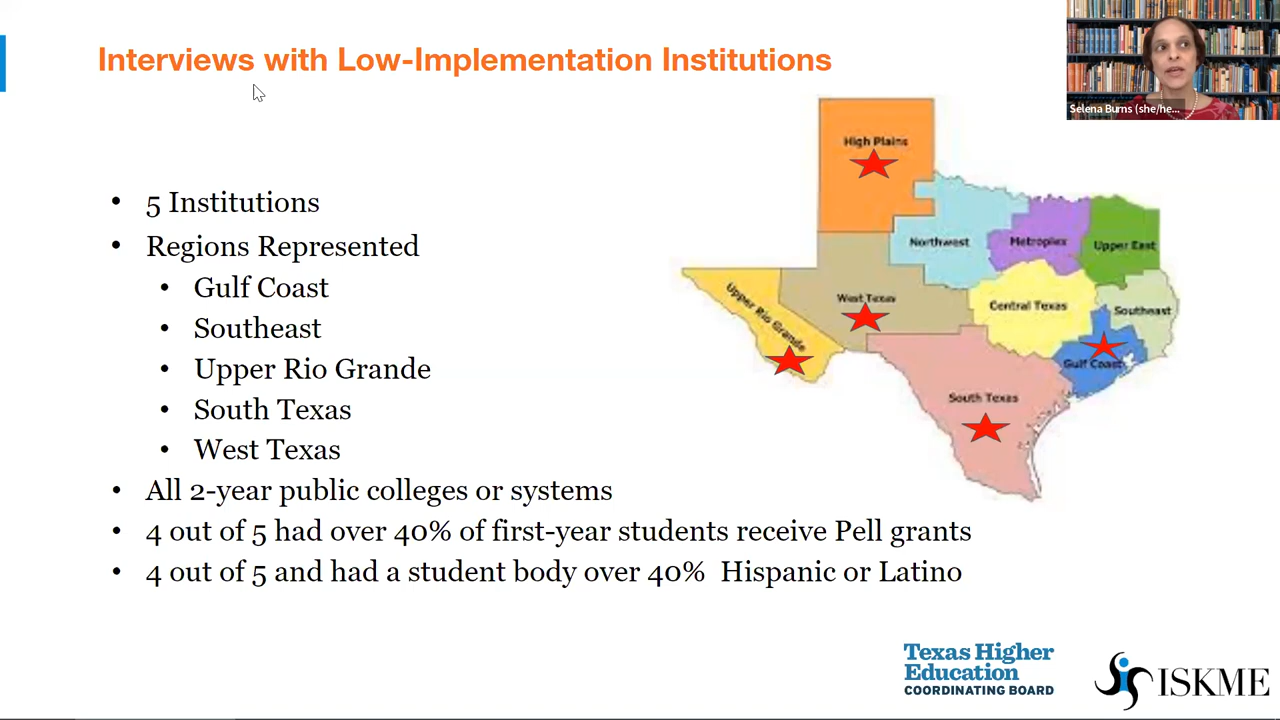 Interviews with Low-Implementation Institutions
Selena Burns (she/he...
• 5 Institutions
• Regions Represented
• Gulf Coast
• Southeast
• Upper Rio Grande
• South Texas
• West Texas
• All 2-year public colleges or systems
• 4 out of 5 had over 40% of first-year students receive Pell grants
• 4 out of 5 and had a student body over 40%  Hispanic or Latino
High Plains
Northwest
Metroplex
Upper East
West Texas
Upper Rio Grande
Central Texas
Southeast
Gulf Coast
South Texas
Texas Higher
Education
COORDINATING BOARD
ISKME